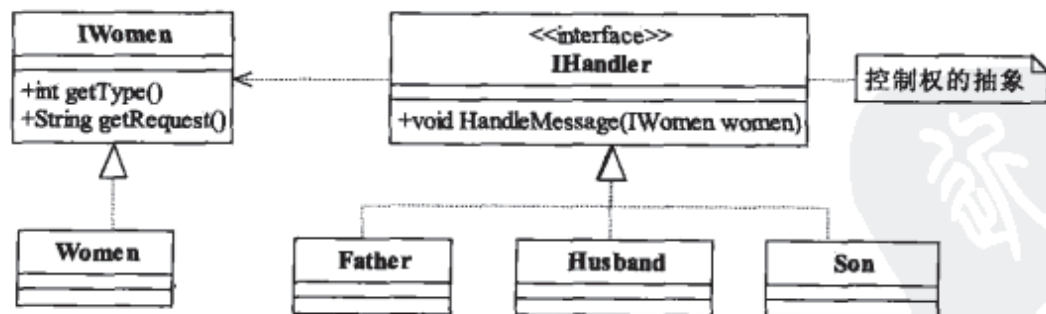 IWomen
+int getType()
+String getRequest()
<<interface>>
IHandler
+void HandleMessage(IWomen women)
控制权的抽象
Women
Father
Husband
Son